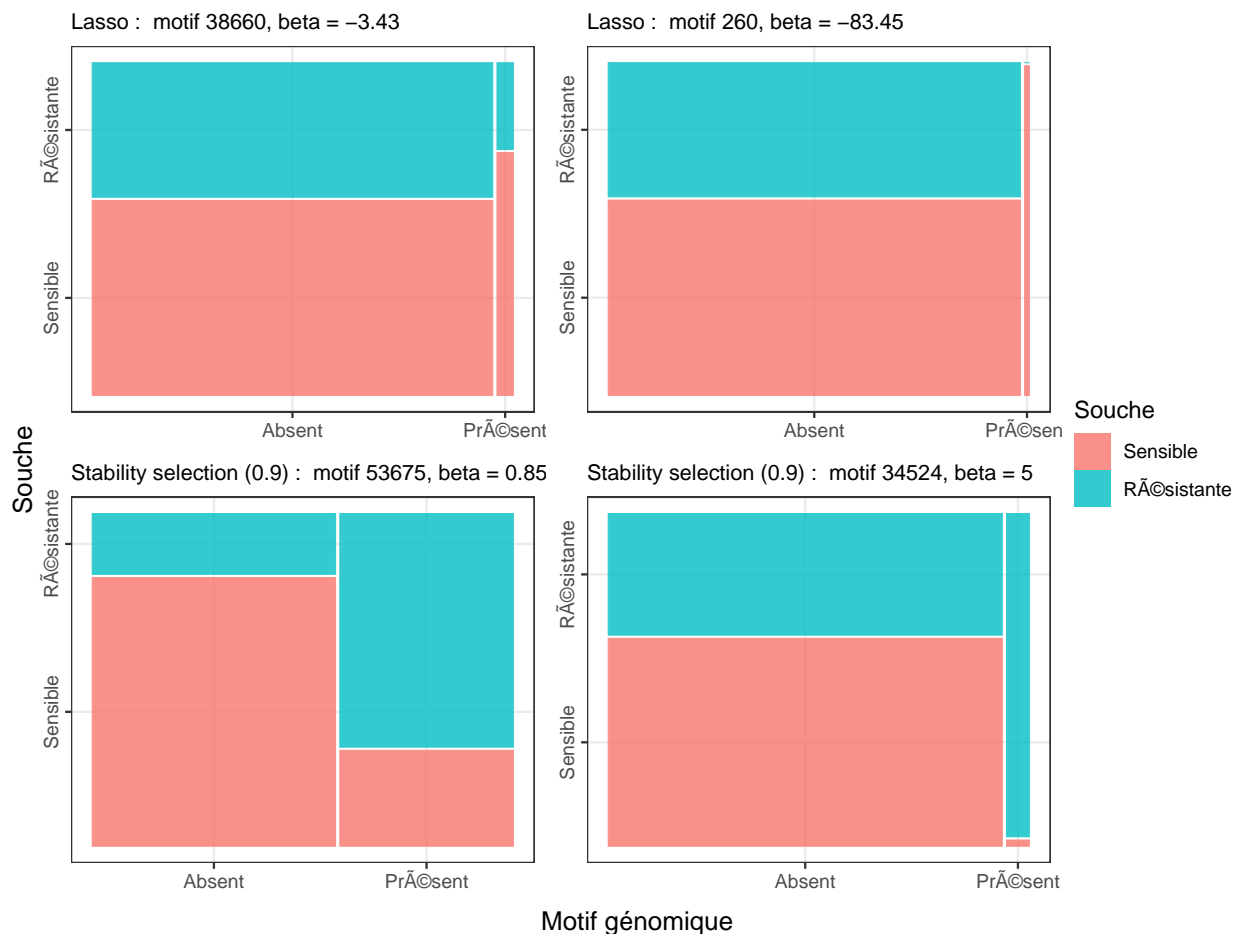 Lasso :  motif 38660, beta = −3.43
Lasso :  motif 260, beta = −83.45
RÃ©sistante
Sensible
Absent
PrÃ©sent
RÃ©sistante
Sensible
Absent
PrÃ©sen
Stability selection (0.9) :  motif 53675, beta = 0.85
Stability selection (0.9) :  motif 34524, beta = 5
RÃ©sistante
Sensible
Absent
PrÃ©sent
RÃ©sistante
Sensible
Absent
PrÃ©sent
Souche
Motif génomique
Souche
Sensible
RÃ©sistante